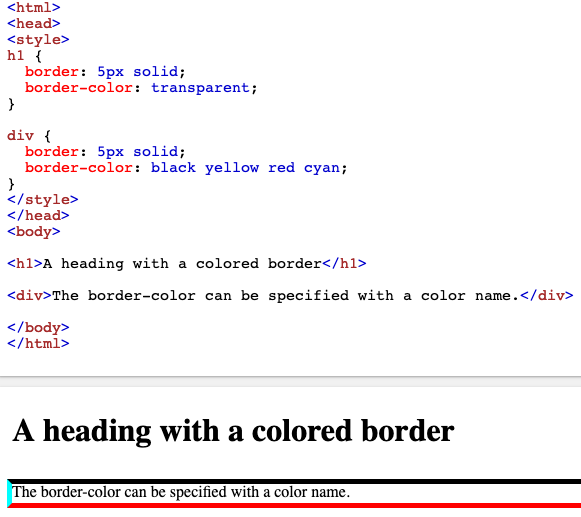 <html>
<head>
<style>
h1 {
  border: 5px solid;
  border-color: transparent;
}

div {
  border: 5px solid;
  border-color: black yellow red cyan;
}
</style>
</head>
<body>

<h1>A heading with a colored border</h1>

<div>The border-color can be specified with a color name.</div>

</body>
</html>

A heading with a colored border
The border-color can be specified with a color name.